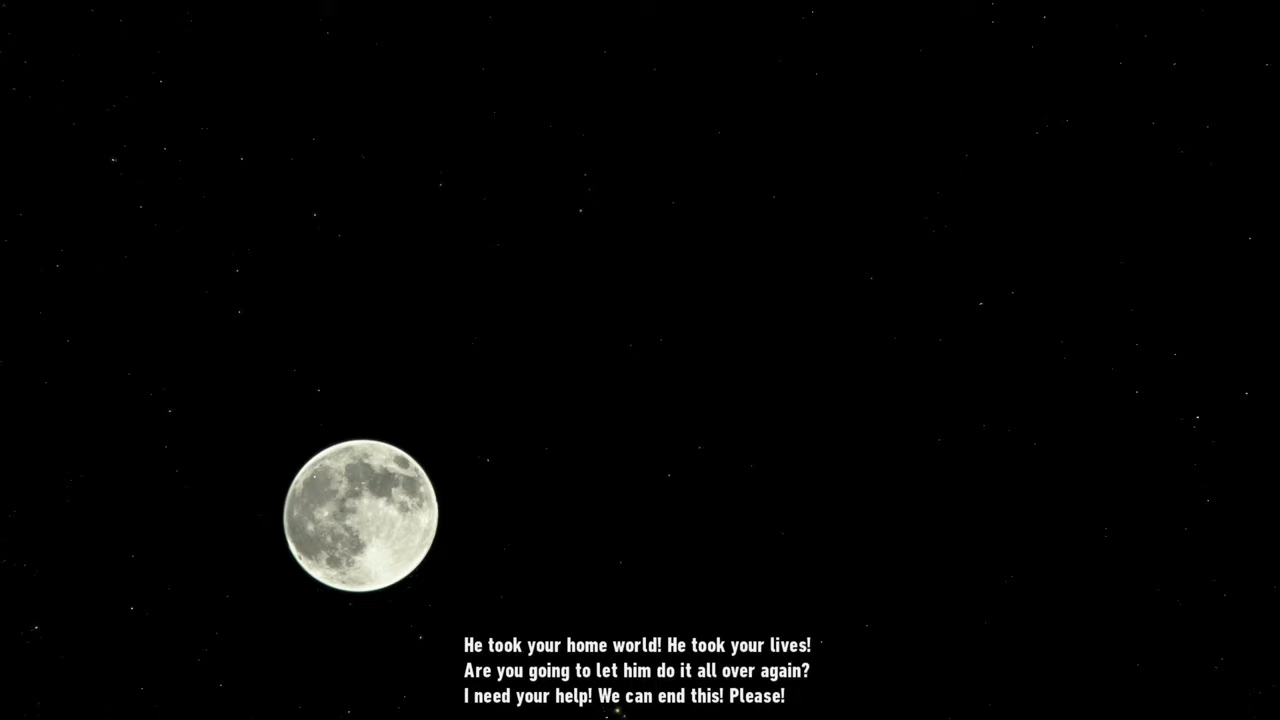 He took your home world! He took your lives!
Are you going to let him do it all over again?
I need your help! We can end this! Please!